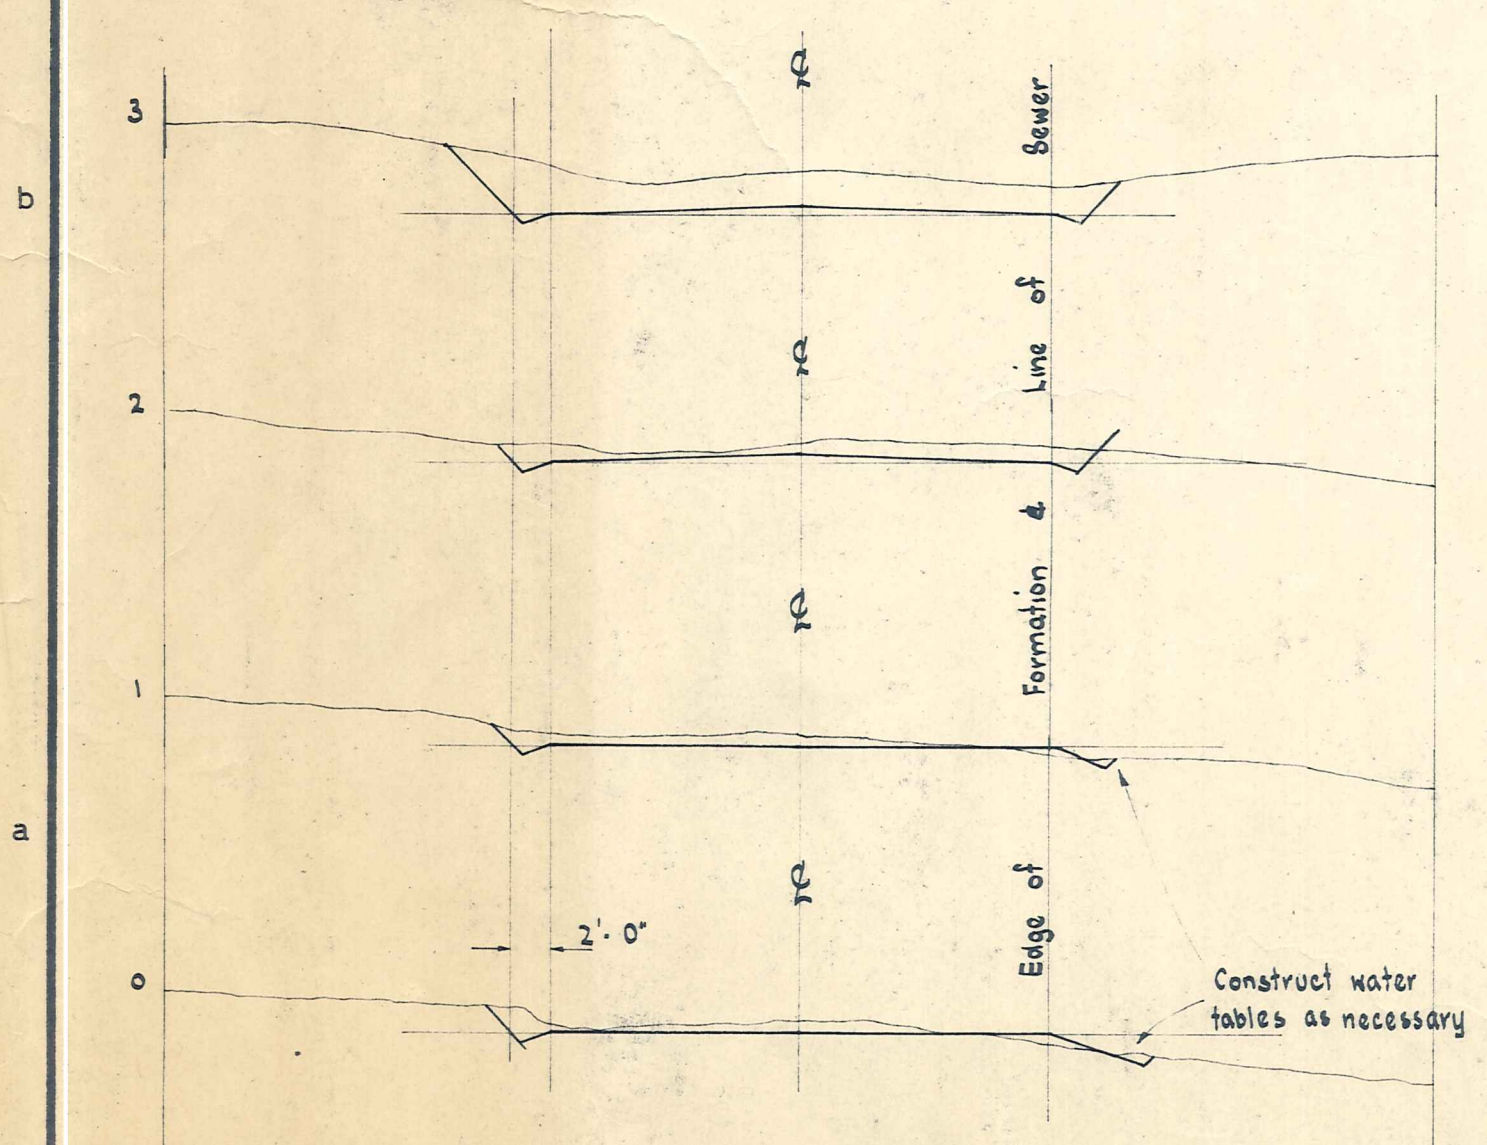 3
b
2
1
a
2'-0"
0
Edge of Formation & Line of Sewer
Construct water
tables as necessary